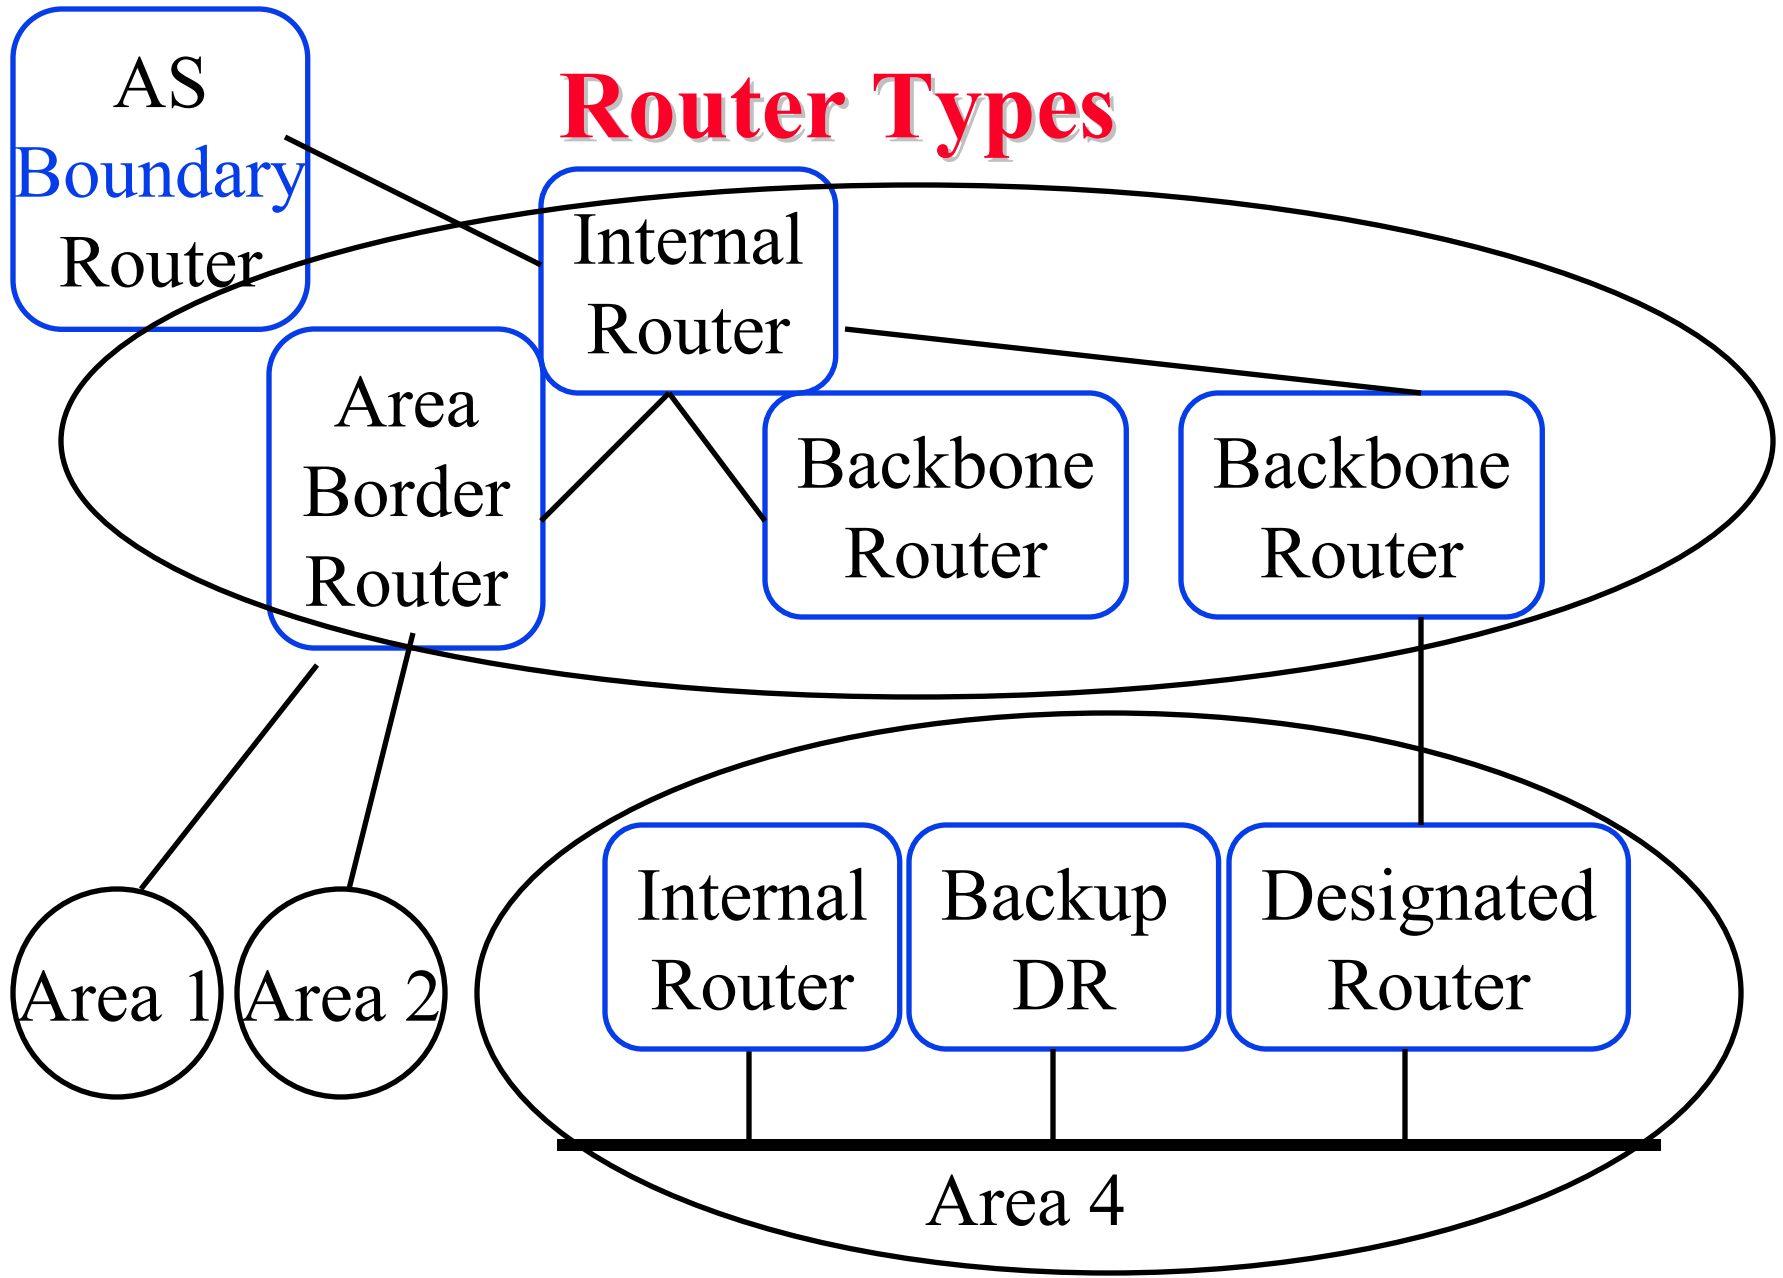 Router Types
AS
Boundary
Router
Internal
Router
Area
Border
Router
Backbone
Router
Backbone
Router
Internal
Router
Backup
DR
Designated
Router
Area 1
Area 2
Area 4